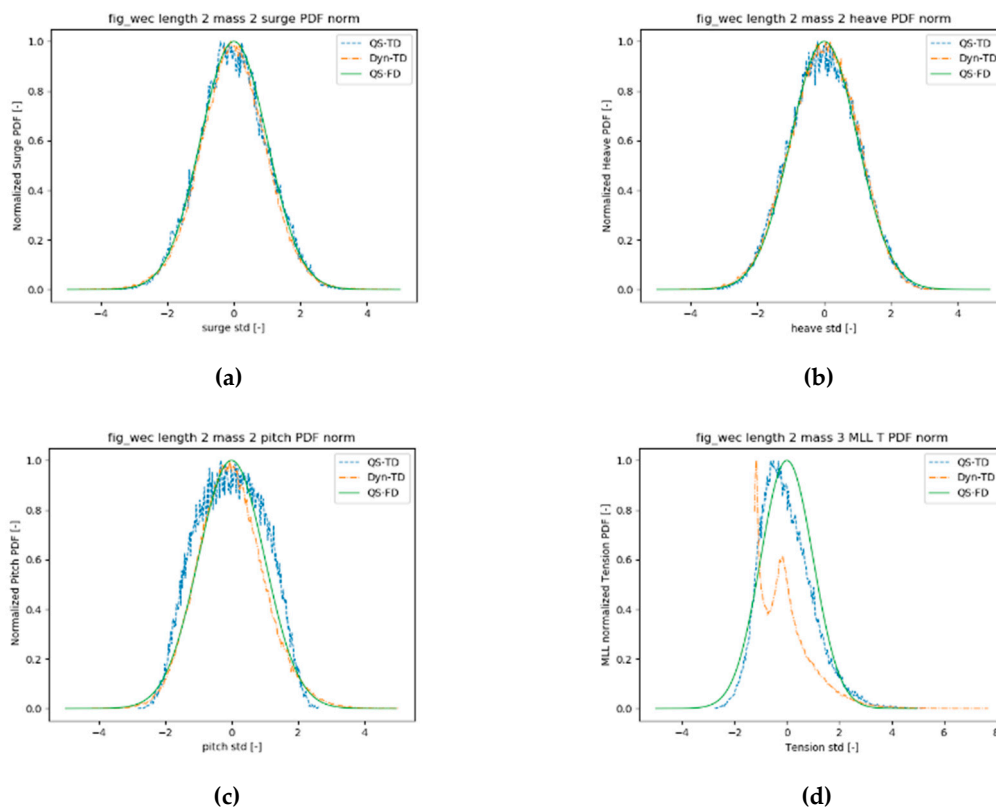 fig_wec length 2 mass 2 surge PDF norm
Normalized Surge PDF [-]
1.0
0.8
0.6
0.4
0.2
0.0
QS-TD
Dyn-TD
QS-FD
−4 −2 0 2 4
surge std [-]
(a)
fig_wec length 2 mass 2 heave PDF norm
Normalized Heave PDF [-]
1.0
0.8
0.6
0.4
0.2
0.0
QS-TD
Dyn-TD
QS-FD
−4 −2 0 2 4
heave std [-]
(b)
fig_wec length 2 mass 2 pitch PDF norm
Normalized Pitch PDF [-]
1.0
0.8
0.6
0.4
0.2
0.0
QS-TD
Dyn-TD
QS-FD
−4 −2 0 2 4
pitch std [-]
(c)
fig_wec length 2 mass 3 MLL T PDF norm
MLL normalized Tension PDF [-]
1.0
0.8
0.6
0.4
0.2
0.0
QS-TD
Dyn-TD
QS-FD
−4 −2 0 2 4 6 8
Tension std [-]
(d)